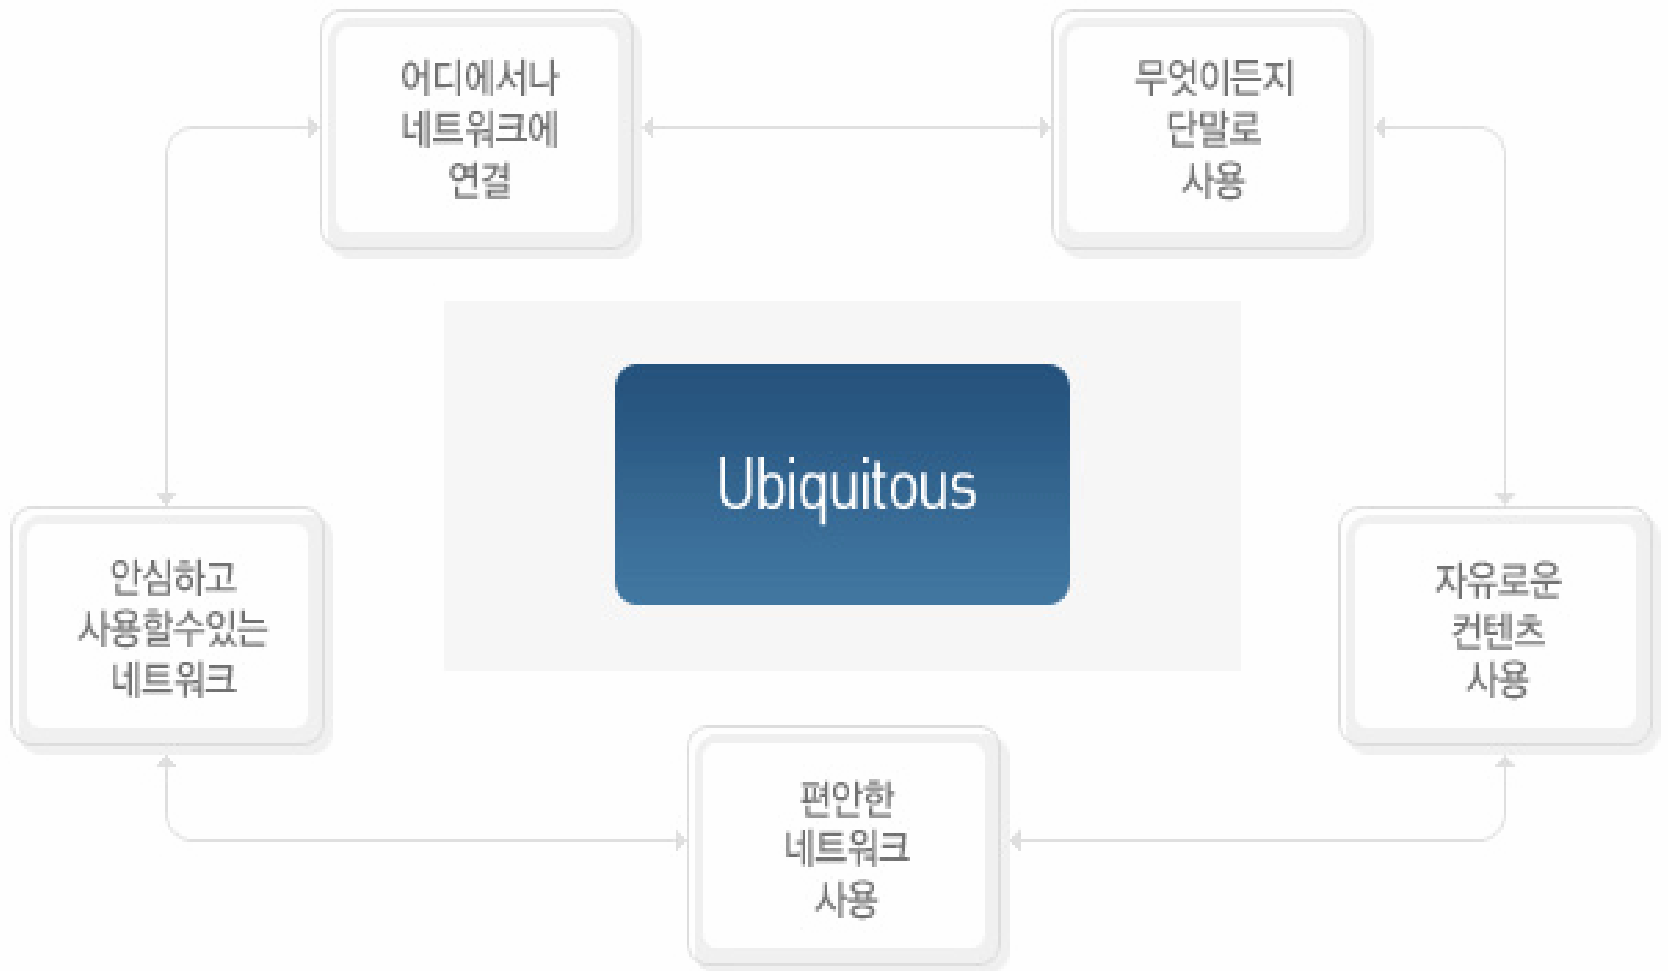 어디에서나
네트워크에
연결
무엇이든지
단말로
사용
Ubiquitous
안심하고
사용할수있는
네트워크
자유로운
컨텐츠
사용
편안한
네트워크
사용